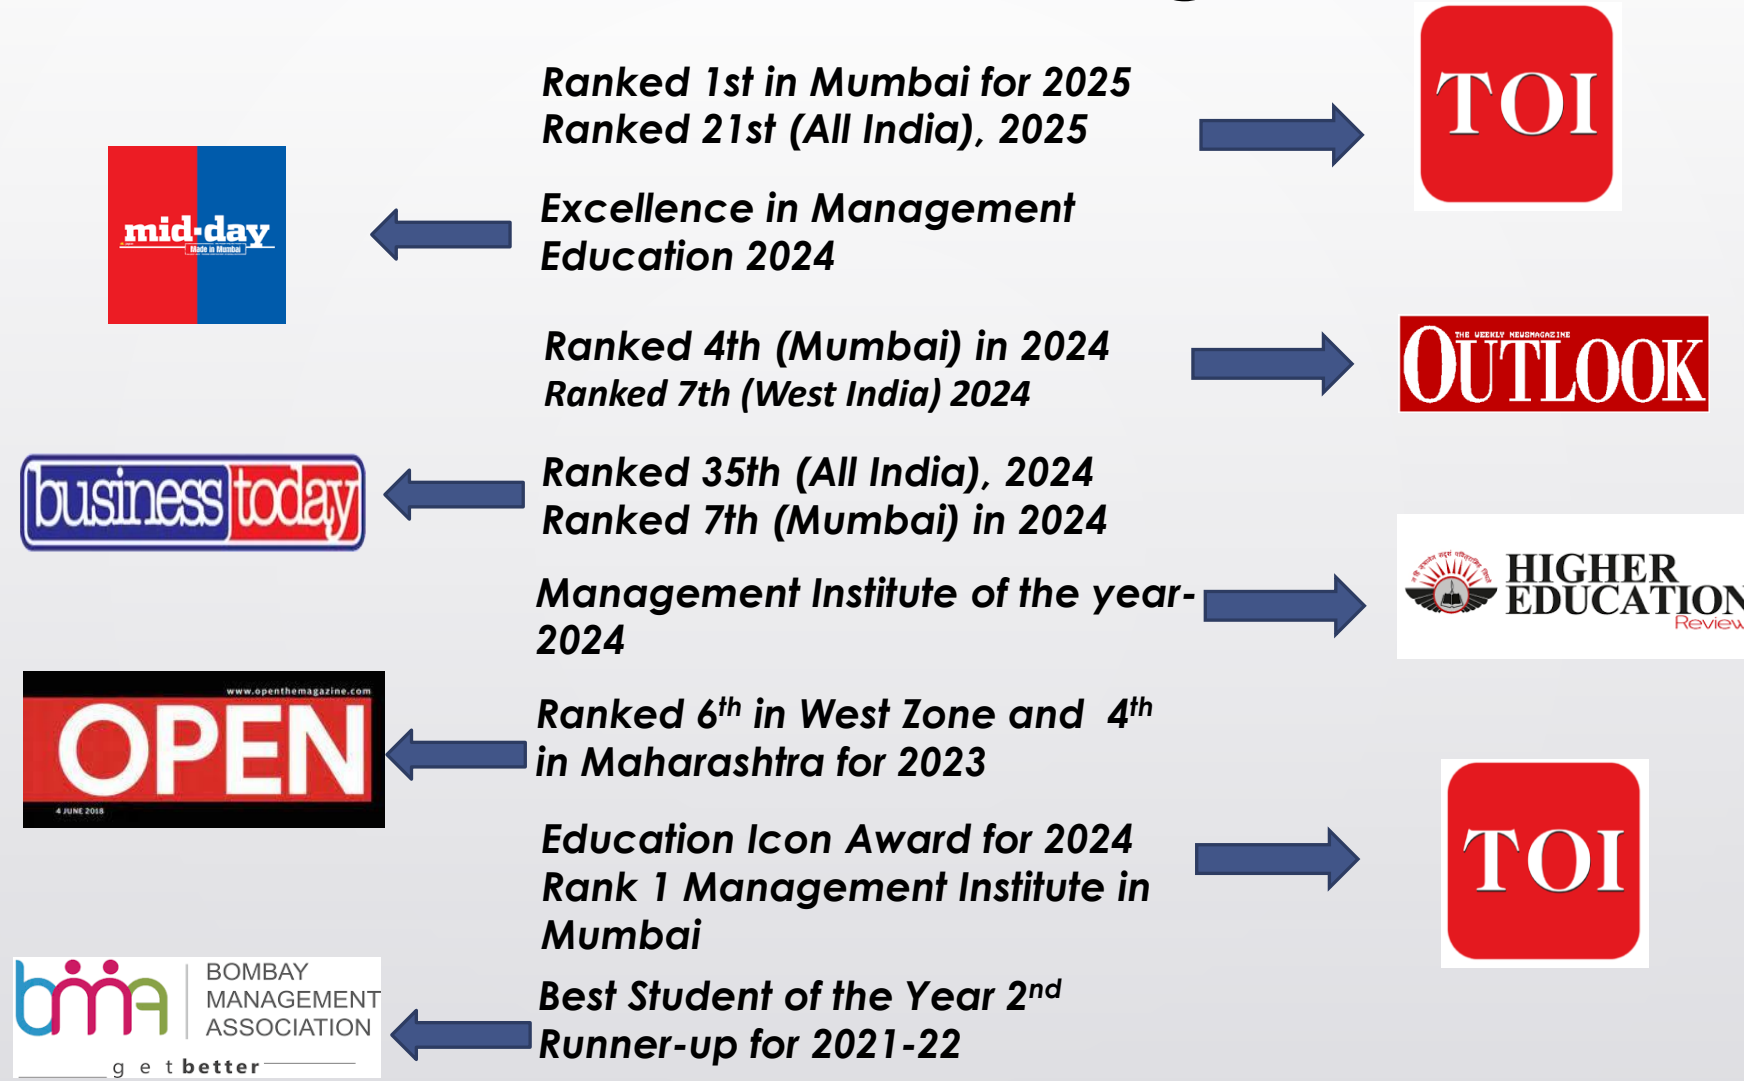 Ranked 1st in Mumbai for 2025
Ranked 21st (All India), 2025
TOI
mid-day
Made in Mumbai
Excellence in Management
Education 2024
Ranked 4th (Mumbai) in 2024
Ranked 7th (West India) 2024
THE WEEKLY NEWSMAGAZINE
OUTLOOK
business today
Ranked 35th (All India), 2024
Ranked 7th (Mumbai) in 2024
Management Institute of the year-
2024
HIGHER
EDUCATION
Review
www.openthemagazine.com
OPEN
4 JUNE 2018
Ranked 6th in West Zone and 4th
in Maharashtra for 2023
Education Icon Award for 2024
Rank 1 Management Institute in
Mumbai
TOI
bma
BOMBAY
MANAGEMENT
ASSOCIATION
get better
Best Student of the Year 2nd
Runner-up for 2021-22